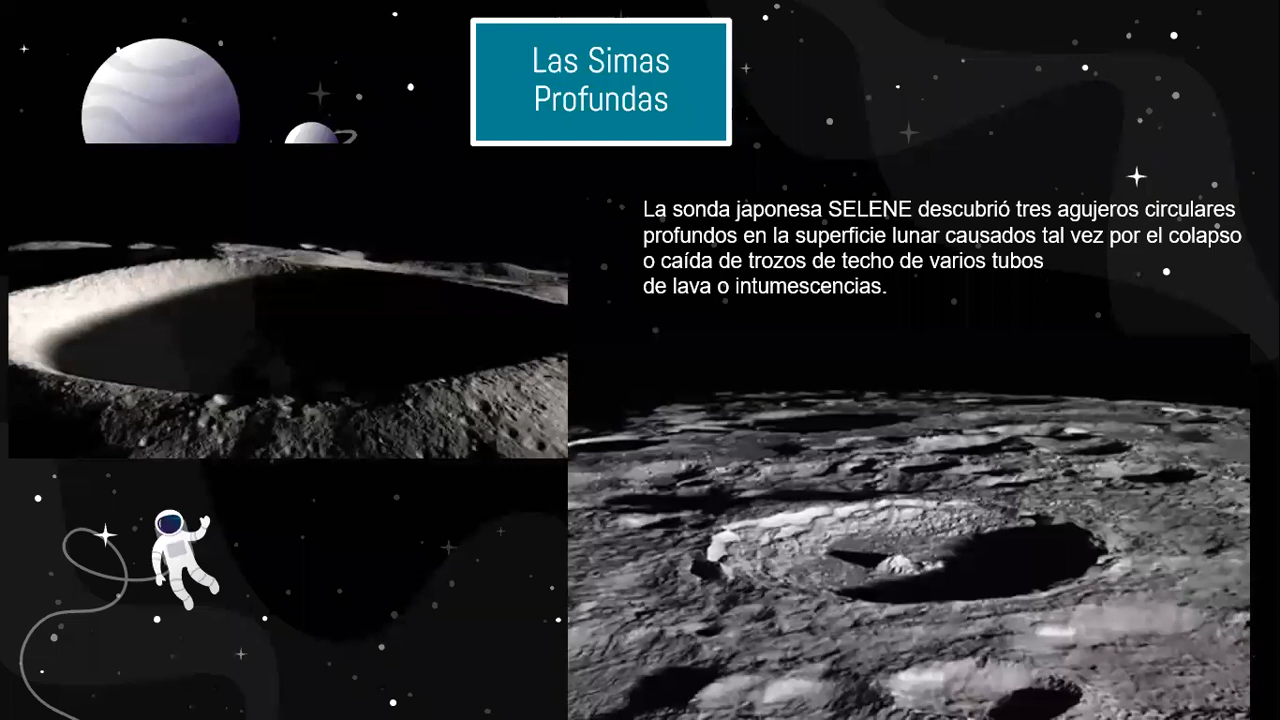 Las Simas
Profundas
La sonda japonesa SELENE descubrió tres agujeros circulares
profundos en la superficie lunar causados tal vez por el colapso
o caída de trozos de techo de varios tubos
de lava o intumescencias.